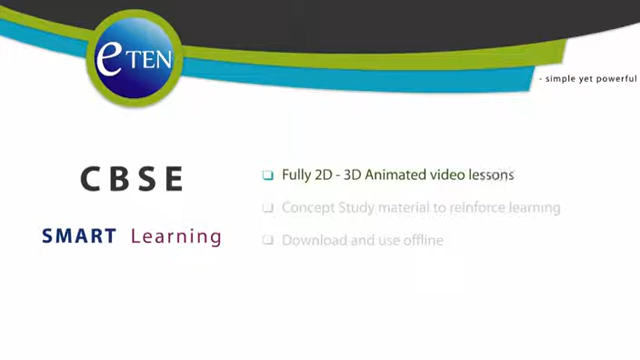 eTEN
- simple yet powerful
CBSE
SMART Learning
Fully 2D - 3D Animated video lessons
Concept Study material to reinforce learning
Download and use offline